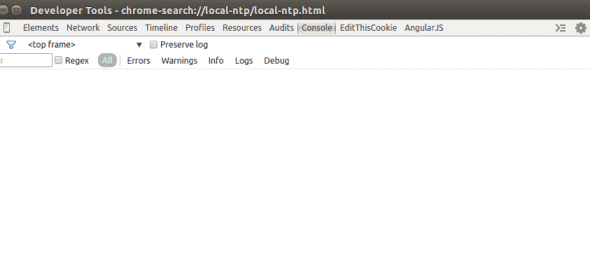 Developer Tools - chrome-search://local-ntp/local-ntp.html
Elements Network Sources Timeline Profiles Resources Audits Console EditThisCookie AngularJS
<top frame> Preserve log
Regex All Errors Warnings Info Logs Debug